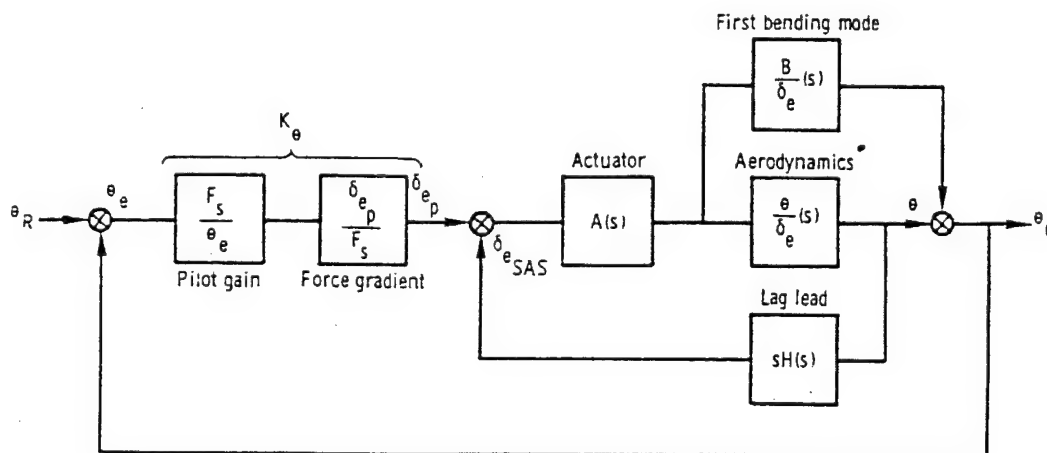 First bending mode
B
δe (s)
Kθ
Actuator
Aerodynamics
θR
θe
Fs
θe
δep
Fs
δep
δeSAS
A(s)
θ
δe (s)
θ
Pilot gain
Force gradient
Lag lead
sH(s)